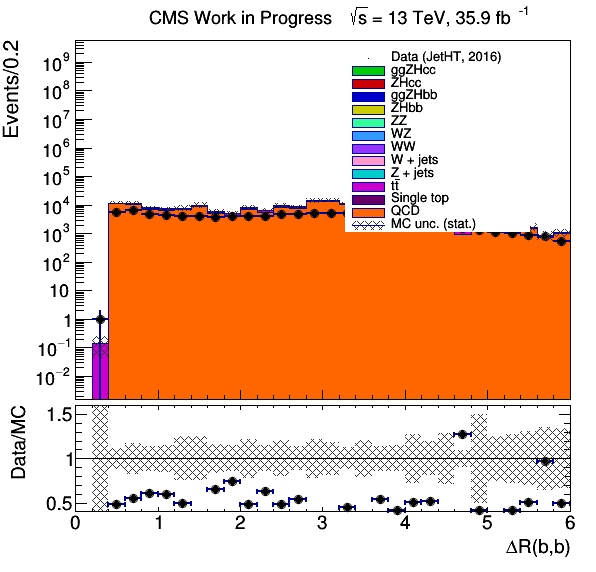 CMS Work in Progress √s = 13 TeV, 35.9 fb⁻¹
Events/0.2
Data (JetHT, 2016)
ggZHcc
ZHcc
ggZHbb
ZHbb
ZZ
WZ
WW
W + jets
Z + jets
tt̄
Single top
QCD
MC unc. (stat.)
10⁹
10⁸
10⁷
10⁶
10⁵
10⁴
10³
10²
10
1
10⁻¹
10⁻²
Data/MC
1.5
1
0.5
0 1 2 3 4 5 6
ΔR(b,b)